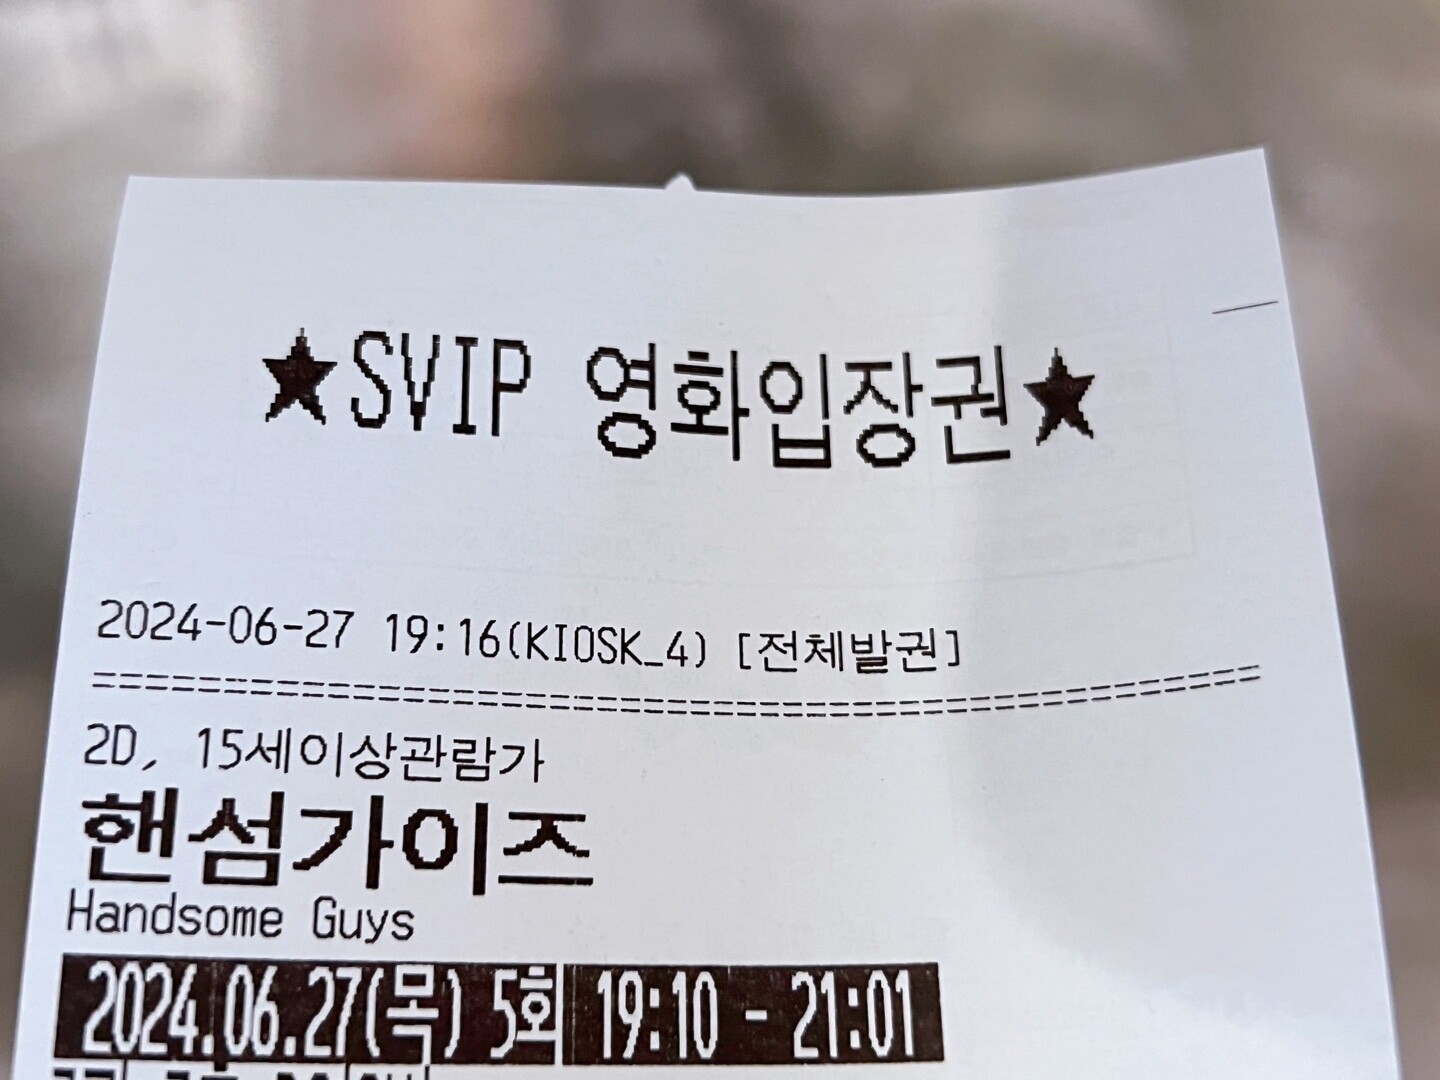 ★SVIP 영화입장권★
2024-06-27 19:16(KIOSK_4) [전체발권]
==================================================
2D, 15세이상관람가
핸섬가이즈
Handsome Guys
2024.06.27(목) 5회 19:10 - 21:01